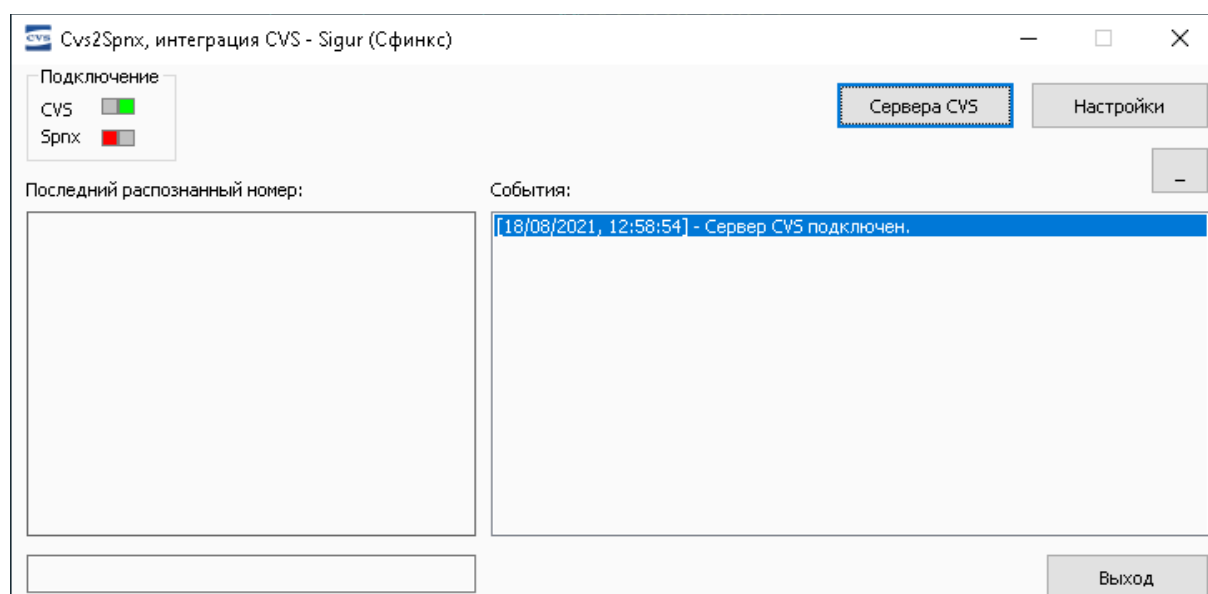 CVS Cvs2Spnx, интеграция CVS - Sigur (Сфинкс)
Подключение
CVS
Spnx
Сервера CVS
Настройки
_
Последний распознанный номер:
События:
[18/08/2021, 12:58:54] - Сервер CVS подключен.
Выход